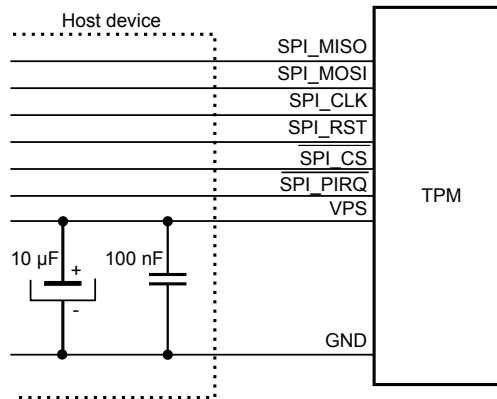 Host device
SPI_MISO
SPI_MOSI
SPI_CLK
SPI_RST
SPI_CS
SPI_PIRQ
VPS
TPM
10 µF
+
-
100 nF
GND